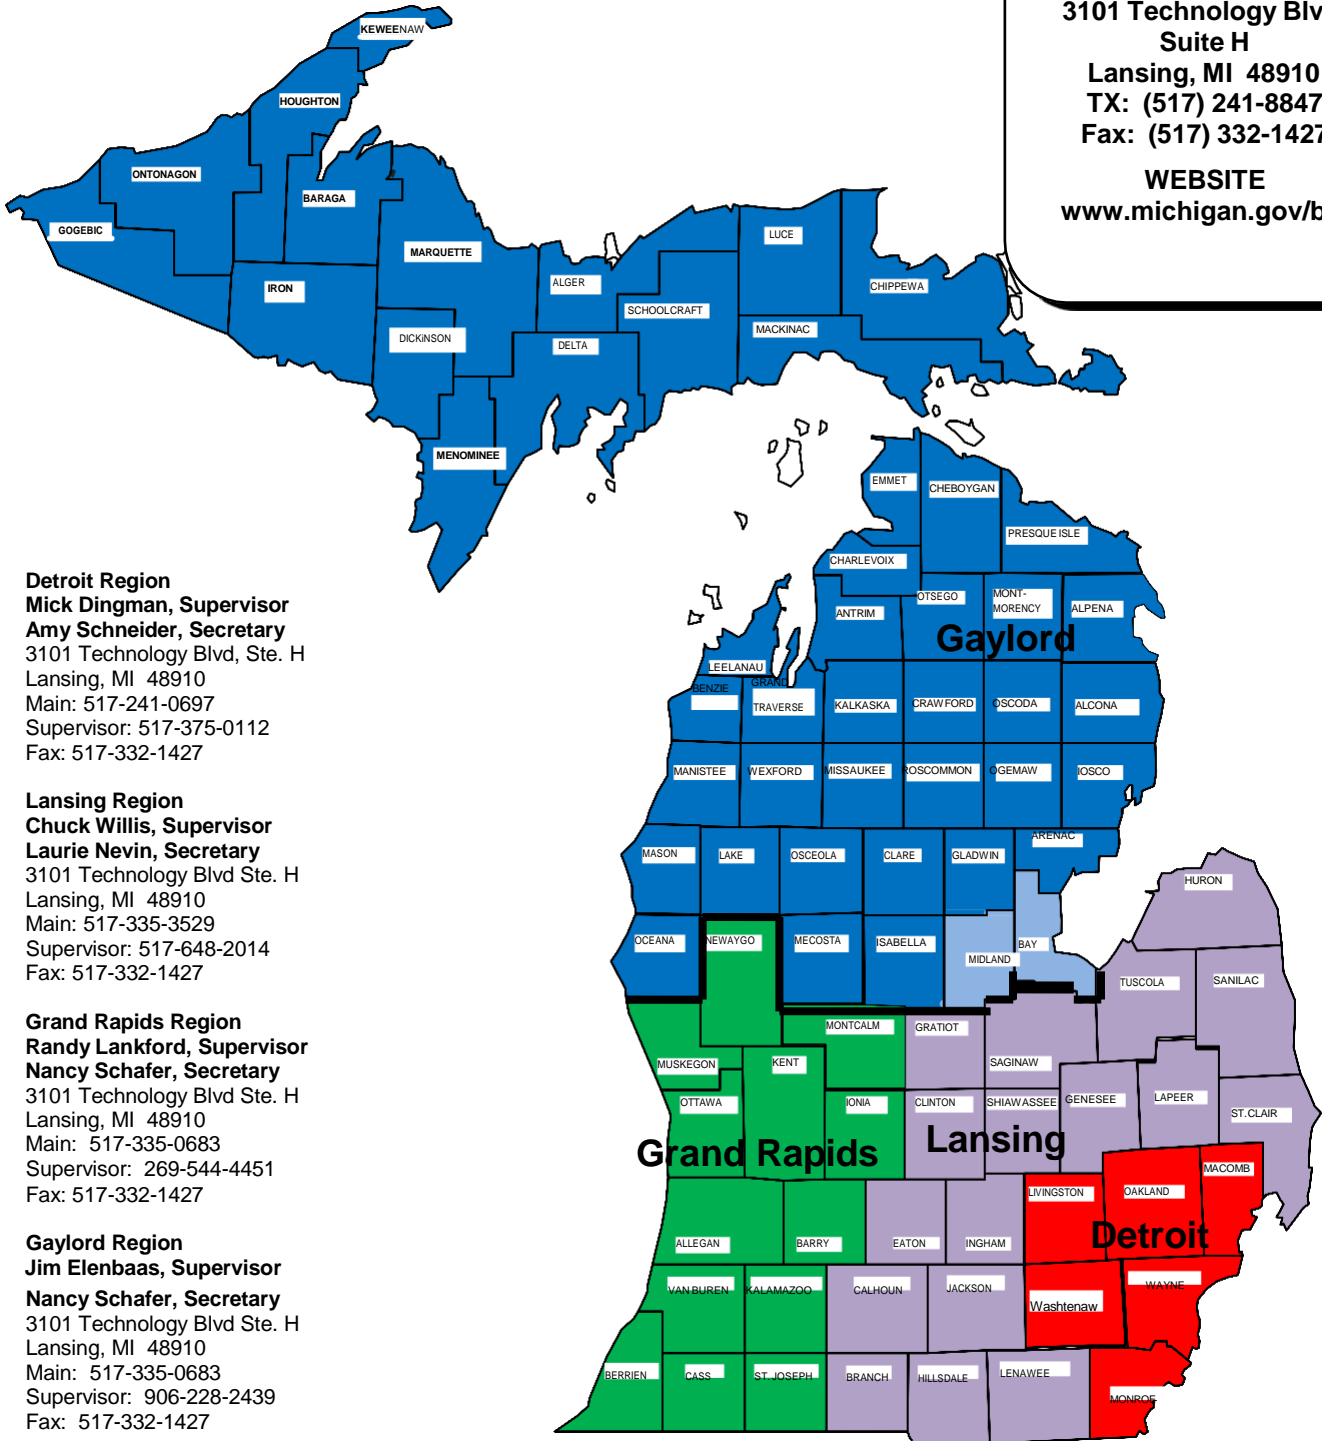 3101 Technology Blv
Suite H
Lansing, MI 48910
TX: (517) 241-8847
Fax: (517) 332-1427
WEBSITE
www.michigan.gov/b
KEWEENAW
HOUGHTON
ONTONAGON
BARAGA
GOGEBIC
MARQUETTE
IRON
LUCE
ALGER
CHIPPEWA
SCHOOLCRAFT
MACKINAC
DICKiNSON
DELTA
MENOMINEE
EMMET
CHEBOYGAN
PRESQUE ISLE
CHARLEVOIX
OTSEGO
MONT-
MORENCY
ALPENA
ANTRIM
Gaylord
LEELANAU
BENZIE
GRAND
TRAVERSE
KALKASKA
CRAWFORD
OSCODA
ALCONA
MANISTEE
WEXFORD
MISSAUKEE
ROSCOMMON
OGEMAW
IOSCO
MASON
LAKE
OSCEOLA
CLARE
GLADWIN
ARENAC
HURON
OCEANA
NEWAYGO
MECOSTA
ISABELLA
MIDLAND
BAY
TUSCOLA
SANILAC
MONTCALM
GRATIOT
MUSKEGON
KENT
SAGINAW
OTTAWA
IONIA
CLINTON
SHIAWASSEE
GENESEE
LAPEER
ST.CLAIR
Grand Rapids
Lansing
MACOMB
LIVINGSTON
OAKLAND
Detroit
ALLEGAN
BARRY
EATON
INGHAM
VAN BUREN
KALAMAZOO
CALHOUN
JACKSON
Washtenaw
WAYNE
BERRIEN
CASS
ST. JOSEPH
BRANCH
HILLSDALE
LENAWEE
MONROE
Detroit Region
Mick Dingman, Supervisor
Amy Schneider, Secretary
3101 Technology Blvd, Ste. H
Lansing, MI 48910
Main: 517-241-0697
Supervisor: 517-375-0112
Fax: 517-332-1427
Lansing Region
Chuck Willis, Supervisor
Laurie Nevin, Secretary
3101 Technology Blvd Ste. H
Lansing, MI 48910
Main: 517-335-3529
Supervisor: 517-648-2014
Fax: 517-332-1427
Grand Rapids Region
Randy Lankford, Supervisor
Nancy Schafer, Secretary
3101 Technology Blvd Ste. H
Lansing, MI 48910
Main: 517-335-0683
Supervisor: 269-544-4451
Fax: 517-332-1427
Gaylord Region
Jim Elenbaas, Supervisor
Nancy Schafer, Secretary
3101 Technology Blvd Ste. H
Lansing, MI 48910
Main: 517-335-0683
Supervisor: 906-228-2439
Fax: 517-332-1427